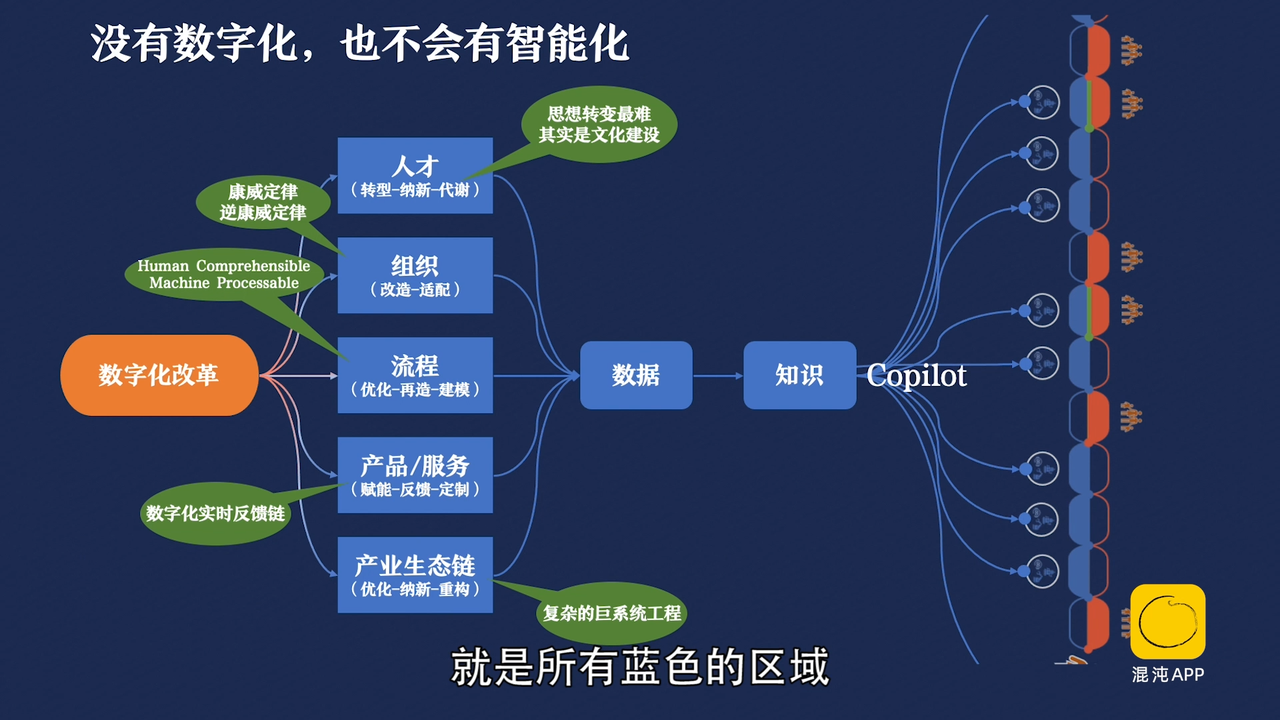 没有数字化，也不会有智能化
思想转变最难
其实是文化建设
人才
（转型-纳新-代谢）
康威定律
逆康威定律
组织
（改造-适配）
Human Comprehensible
Machine Processable
数字化改革
流程
（优化-再造-建模）
数据
知识
Copilot
产品/服务
（赋能-反馈-定制）
数字化实时反馈链
产业生态链
（优化-纳新-重构）
复杂的巨系统工程
就是所有蓝色的区域
混沌APP